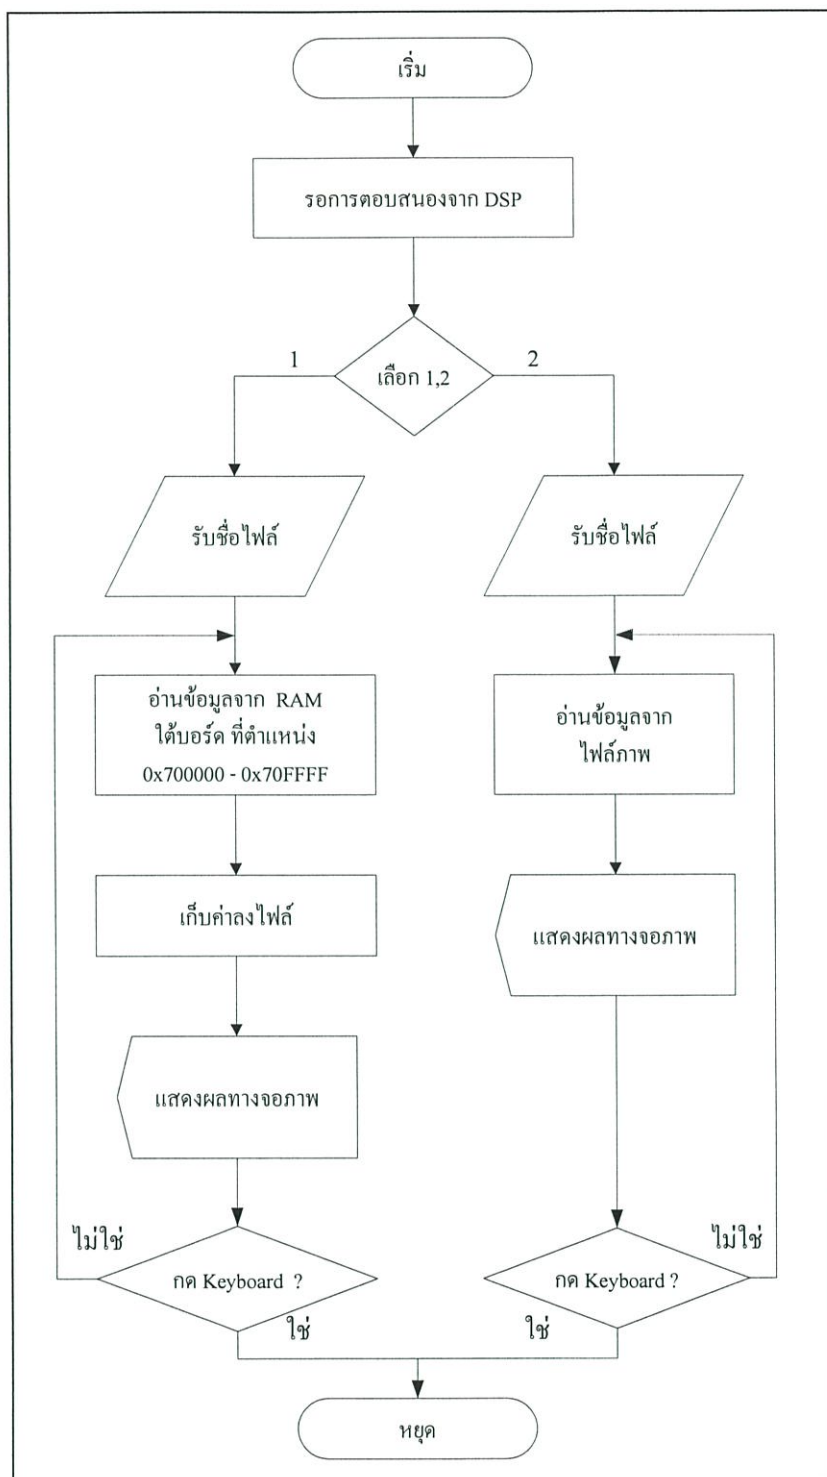 เริ่ม
รอการตอบสนองจาก DSP
1
เลือก 1,2
2
รับชื่อไฟล์
รับชื่อไฟล์
อ่านข้อมูลจาก RAM
ใต้บอร์ด ที่ตำแหน่ง
0x700000 - 0x70FFFF
อ่านข้อมูลจาก
ไฟล์ภาพ
เก็บค่าลงไฟล์
แสดงผลทางจอภาพ
แสดงผลทางจอภาพ
ไม่ใช่
กด Keyboard ?
ใช่
ไม่ใช่
กด Keyboard ?
ใช่
หยุด